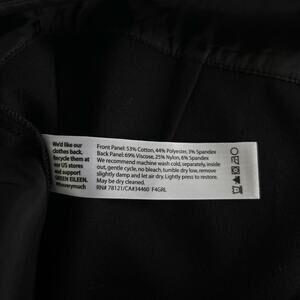 We'd like our
clothes back.
Recycle them at
our US stores
and support
GREEN EILEEN.
#thxverymuch
Front Panel: 53% Cotton, 44% Polyester, 3% Spandex
Back Panel: 69% Viscose, 25% Nylon, 6% Spandex
We recommend machine wash cold, separately, inside
out, gentle cycle, no bleach, tumble dry low, remove
slightly damp and let air dry. Lightly press to restore.
May be dry cleaned.
RN# 78121/CA#34460 F4GRL